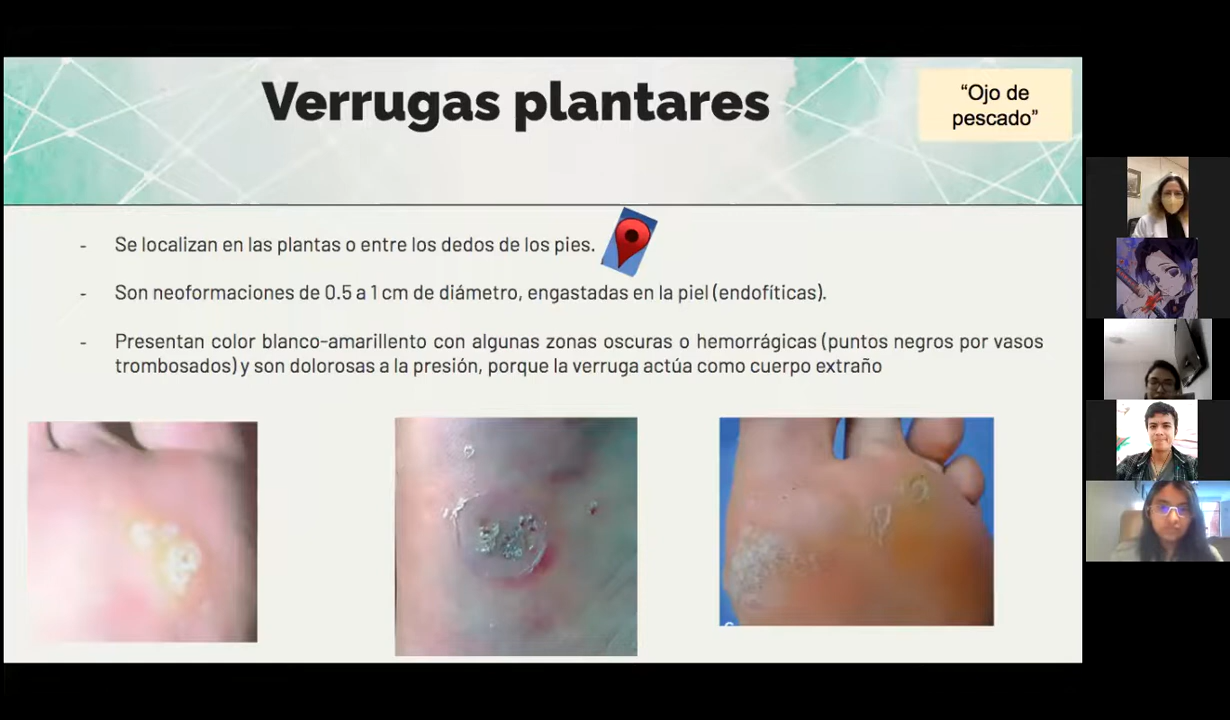 Verrugas plantares
“Ojo de
pescado”
- Se localizan en las plantas o entre los dedos de los pies.
- Son neoformaciones de 0.5 a 1 cm de diámetro, engastadas en la piel (endofíticas).
- Presentan color blanco-amarillento con algunas zonas oscuras o hemorrágicas (puntos negros por vasos
trombosados) y son dolorosas a la presión, porque la verruga actúa como cuerpo extraño